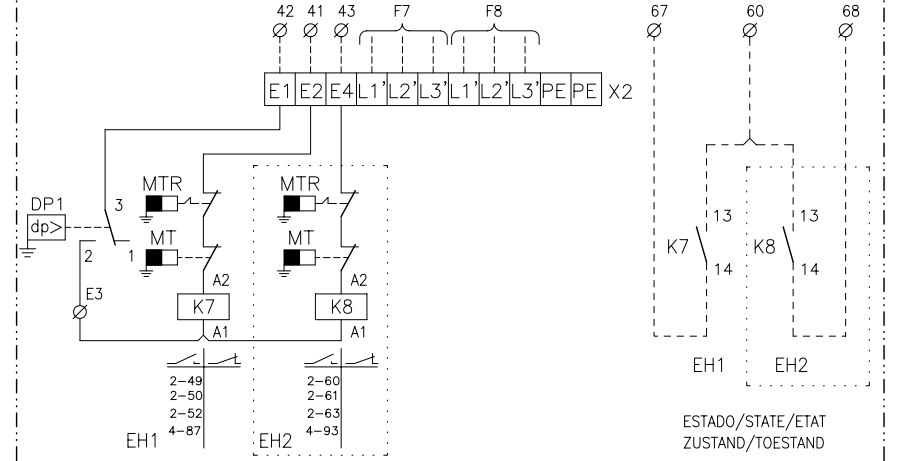 42 41 43 F7 F8 67 60 68
E1 E2 E4 L1' L2' L3' L1' L2' L3' PE PE X2
MTR MTR
DP1 3
dp> 13 13
MT MT K7 K8
2 1
14 14
A2 A2
E3
K7 K8
A1 A1
EH1 EH2
2-49 2-60
2-50 2-61
2-52 2-63
4-87 4-93
EH1 EH2
ESTADO/STATE/ETAT
ZUSTAND/TOESTAND